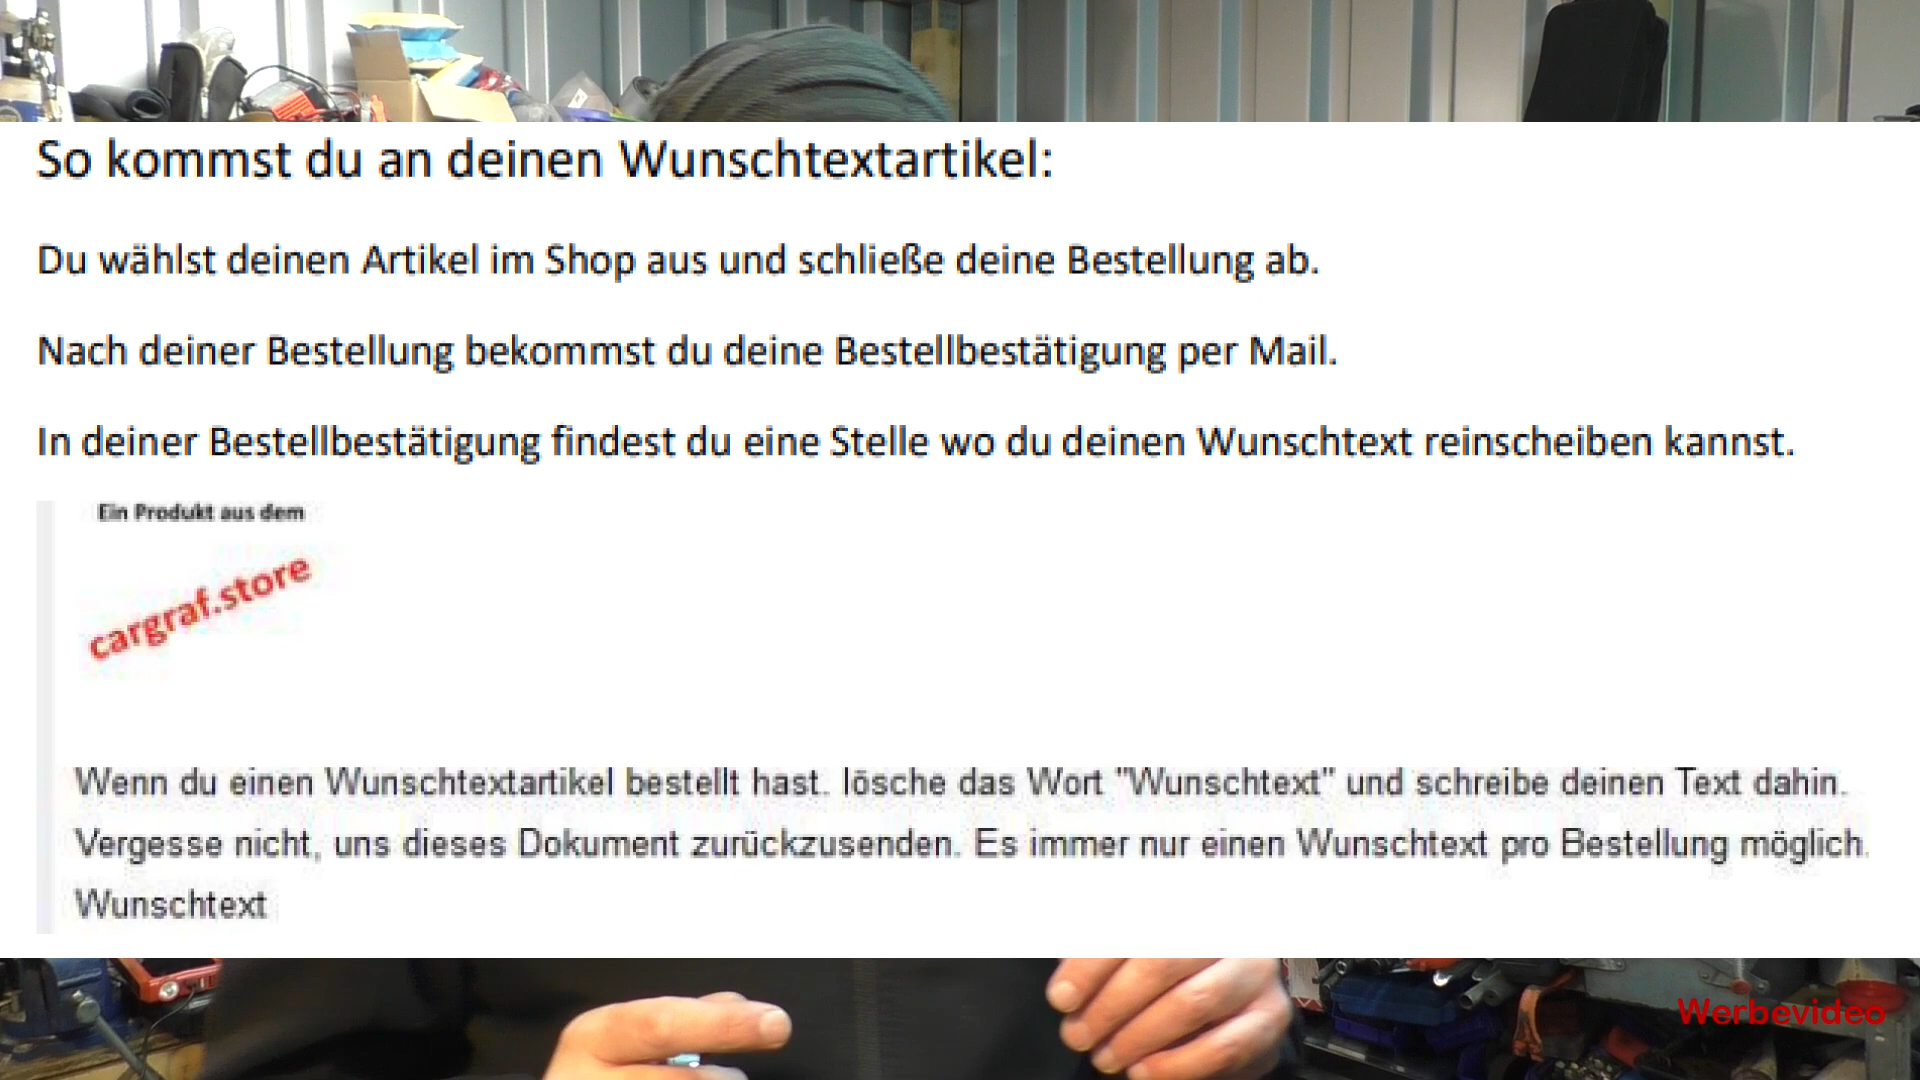 So kommst du an deinen Wunschtextartikel:
Du wählst deinen Artikel im Shop aus und schließe deine Bestellung ab.
Nach deiner Bestellung bekommst du deine Bestellbestätigung per Mail.
In deiner Bestellbestätigung findest du eine Stelle wo du deinen Wunschtext reinscheiben kannst.
Ein Produkt aus dem
cargraf.store
Wenn du einen Wunschtextartikel bestellt hast. lösche das Wort "Wunschtext" und schreibe deinen Text dahin.
Vergesse nicht, uns dieses Dokument zurückzusenden. Es immer nur einen Wunschtext pro Bestellung möglich.
Wunschtext
Werbevideo